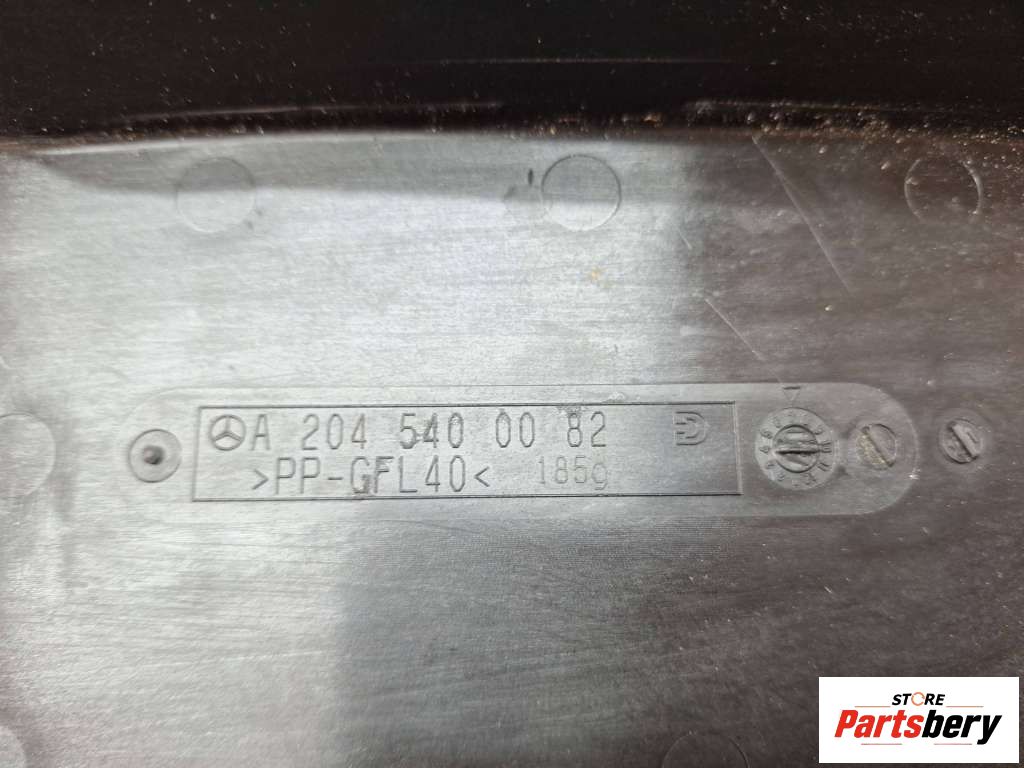 A 204 540 00 82
>PP-GFL40< 185g
STORE
Partsbery